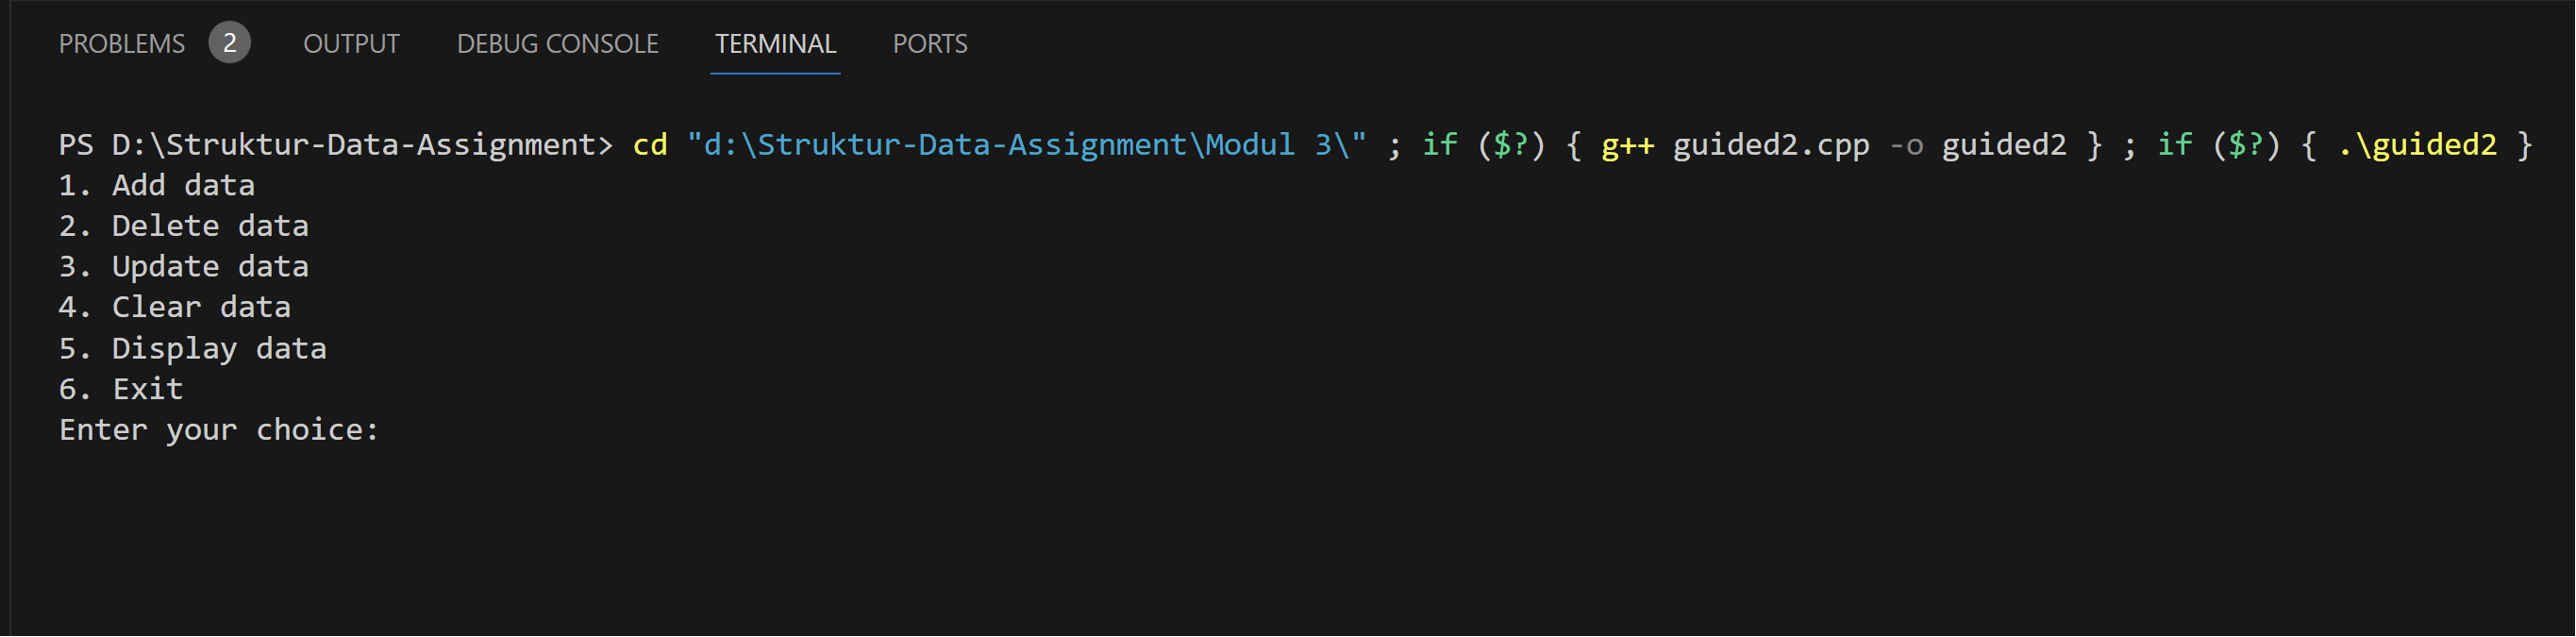 PROBLEMS 2 OUTPUT DEBUG CONSOLE TERMINAL PORTS
PS D:\Struktur-Data-Assignment> cd "d:\Struktur-Data-Assignment\Modul 3\" ; if ($?) { g++ guided2.cpp -o guided2 } ; if ($?) { .\guided2 }
1. Add data
2. Delete data
3. Update data
4. Clear data
5. Display data
6. Exit
Enter your choice: